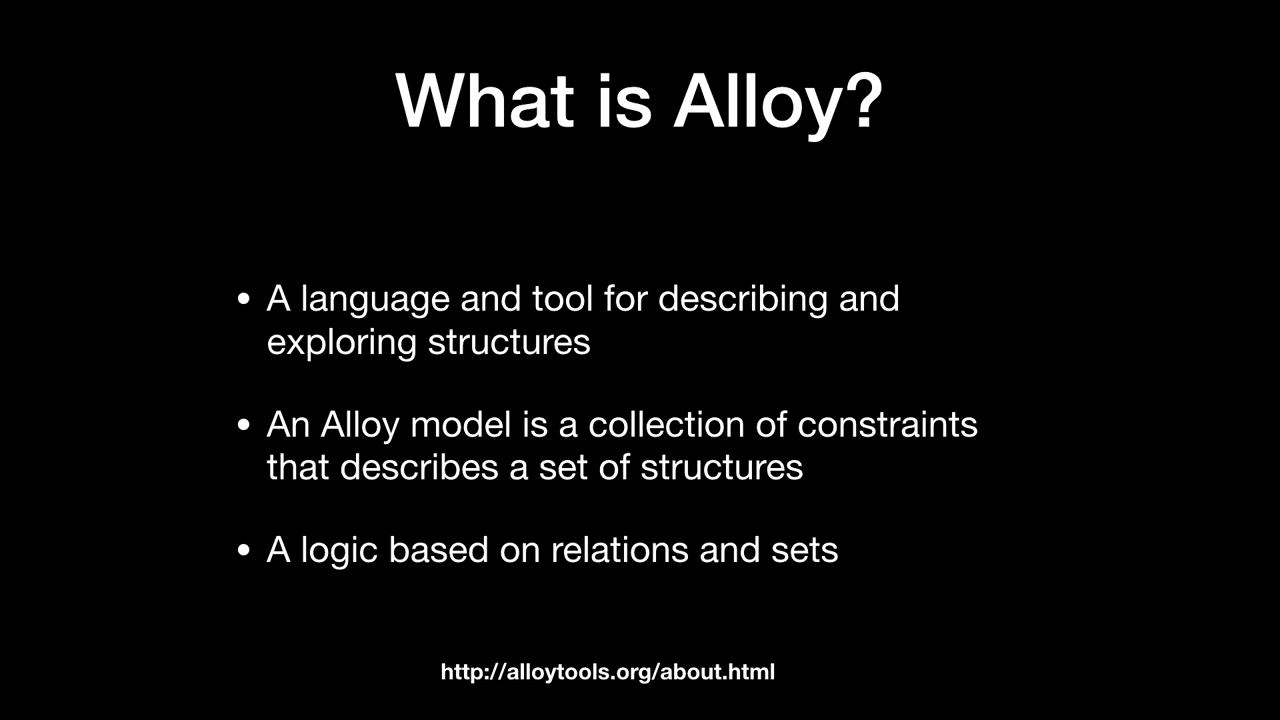 What is Alloy?
• A language and tool for describing and
exploring structures
• An Alloy model is a collection of constraints
that describes a set of structures
• A logic based on relations and sets
http://alloytools.org/about.html